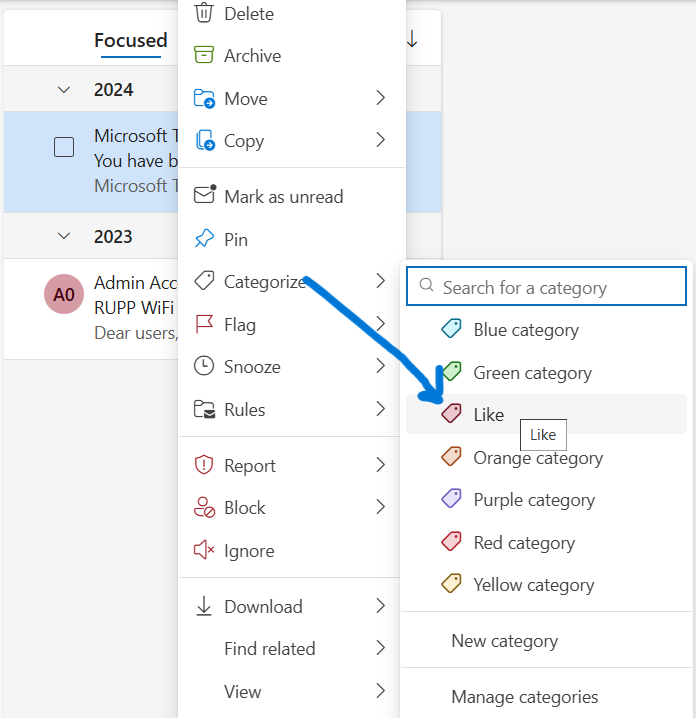 Focused
2024
Microsoft T
You have b
Microsoft T
2023
A0
Admin Acc
RUPP WiFi
Dear users,
Delete
Archive
Move
Copy
Mark as unread
Pin
Categorize
Flag
Snooze
Rules
Report
Block
Ignore
Download
Find related
View
Search for a category
Blue category
Green category
Like
Like
Orange category
Purple category
Red category
Yellow category
New category
Manage categories